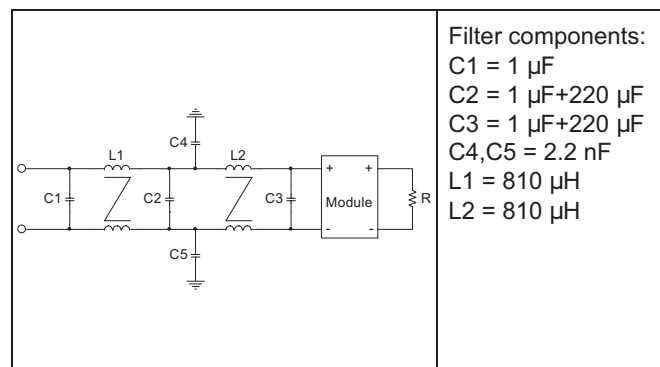 C4
L1
L2
C1
C2
C3
C5
+ +
Module
- -
R
Filter components:
C1 = 1 µF
C2 = 1 µF+220 µF
C3 = 1 µF+220 µF
C4,C5 = 2.2 nF
L1 = 810 µH
L2 = 810 µH